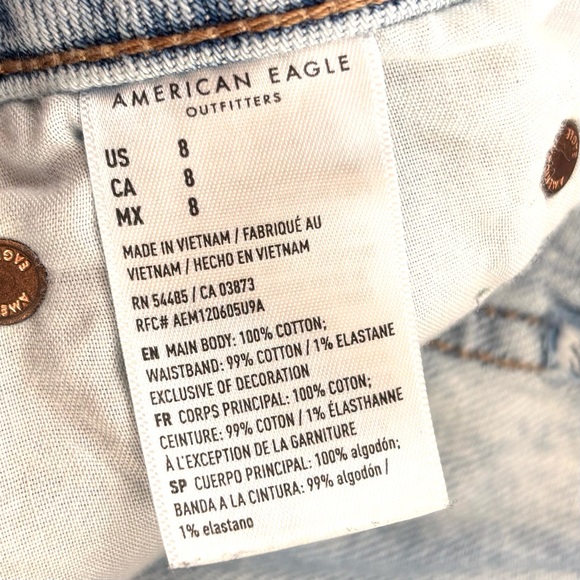 AMERICAN EAGLE
OUTFITTERS
US 8
CA 8
MX 8
MADE IN VIETNAM / FABRIQUÉ AU
VIETNAM / HECHO EN VIETNAM
RN 54485 / CA 03873
RFC# AEM120605U9A
EN MAIN BODY: 100% COTTON;
WAISTBAND: 99% COTTON / 1% ELASTANE
EXCLUSIVE OF DECORATION
FR CORPS PRINCIPAL: 100% COTON;
CEINTURE: 99% COTON / 1% ÉLASTHANNE
À L'EXCEPTION DE LA GARNITURE
SP CUERPO PRINCIPAL: 100% algodón;
BANDA A LA CINTURA: 99% algodón /
1% elastano